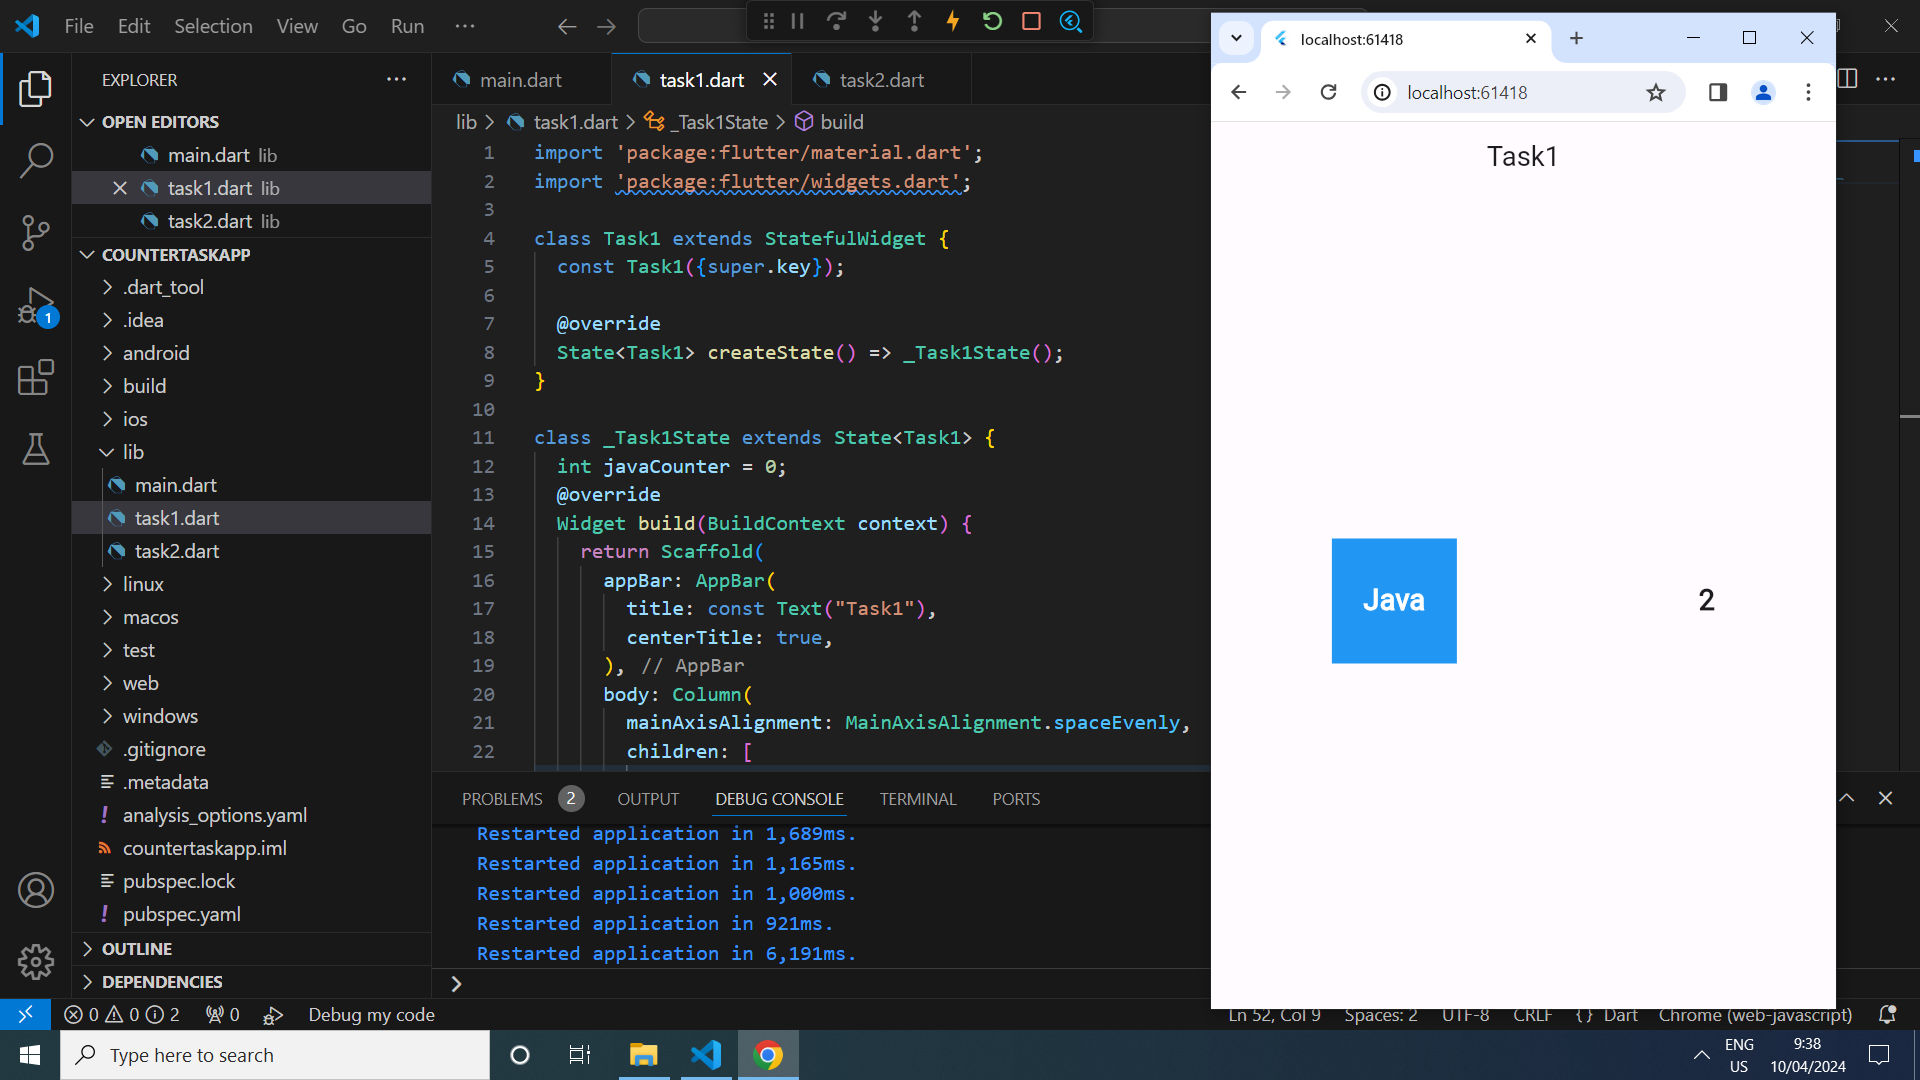 File Edit Selection View Go Run ...
EXPLORER
OPEN EDITORS
main.dart lib
task1.dart lib
task2.dart lib
COUNTERTASKAPP
.dart_tool
.idea
android
build
ios
lib
main.dart
task1.dart
task2.dart
linux
macos
test
web
windows
.gitignore
.metadata
analysis_options.yaml
countertaskapp.iml
pubspec.lock
pubspec.yaml
OUTLINE
DEPENDENCIES
1
main.dart task1.dart task2.dart
lib > task1.dart > _Task1State > build
1 import 'package:flutter/material.dart';
2 import 'package:flutter/widgets.dart';
3
4 class Task1 extends StatefulWidget {
5 const Task1({super.key});
6
7 @override
8 State<Task1> createState() => _Task1State();
9 }
10
11 class _Task1State extends State<Task1> {
12 int javaCounter = 0;
13 @override
14 Widget build(BuildContext context) {
15 return Scaffold(
16 appBar: AppBar(
17 title: const Text("Task1"),
18 centerTitle: true,
19 ), // AppBar
20 body: Column(
21 mainAxisAlignment: MainAxisAlignment.spaceEvenly,
22 children: [
PROBLEMS 2 OUTPUT DEBUG CONSOLE TERMINAL PORTS
Restarted application in 1,689ms.
Restarted application in 1,165ms.
Restarted application in 1,000ms.
Restarted application in 921ms.
Restarted application in 6,191ms.
localhost:61418
localhost:61418
Task1
Java
2
0 0 2 0 Debug my code
Ln 52, Col 9 Spaces: 2 UTF-8 CRLF {} Dart Chrome (web-javascript)
Type here to search
ENG
US
9:38
10/04/2024